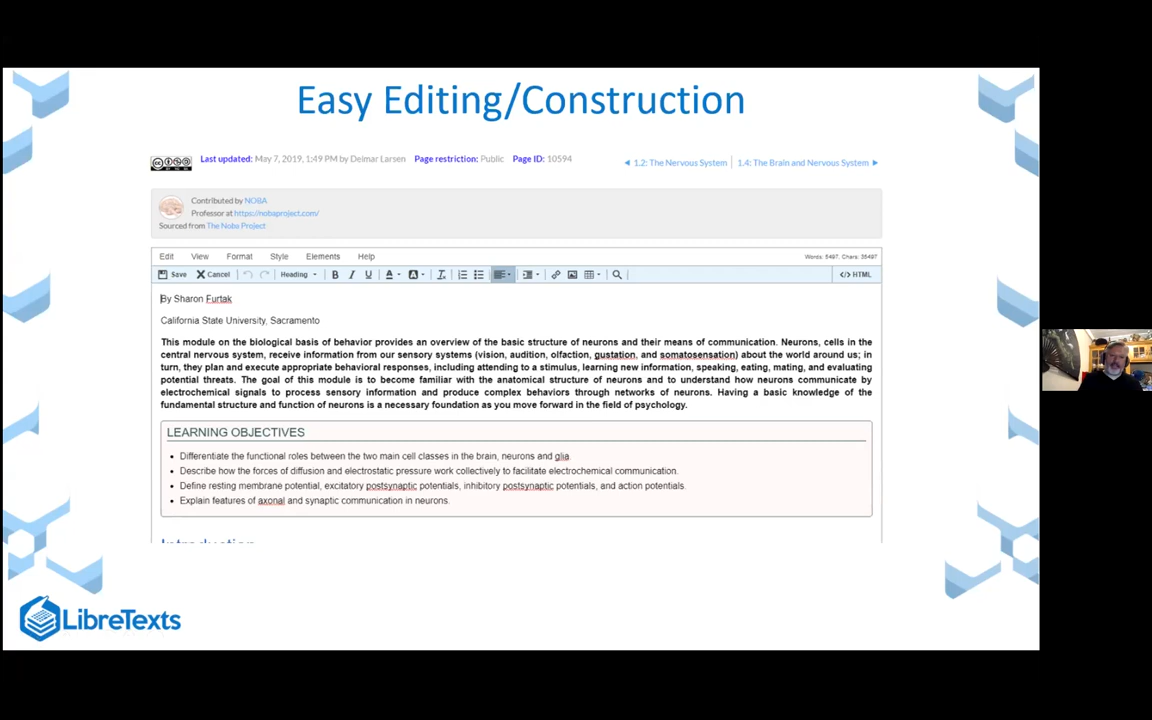 Easy Editing/Construction
Last updated: May 7, 2019, 1:49 PM by Delmar Larsen Page restriction: Public Page ID: 10594
◀ 1.2: The Nervous System | 1.4: The Brain and Nervous System ▶
Contributed by NOBA
Professor at https://nobaproject.com/
Sourced from The Noba Project
Edit View Format Style Elements Help Words: 5497, Chars: 35497
Save Cancel Heading B I U A A </> HTML
By Sharon Furtak
California State University, Sacramento
This module on the biological basis of behavior provides an overview of the basic structure of neurons and their means of communication. Neurons, cells in the
central nervous system, receive information from our sensory systems (vision, audition, olfaction, gustation, and somatosensation) about the world around us; in
turn, they plan and execute appropriate behavioral responses, including attending to a stimulus, learning new information, speaking, eating, mating, and evaluating
potential threats. The goal of this module is to become familiar with the anatomical structure of neurons and to understand how neurons communicate by
electrochemical signals to process sensory information and produce complex behaviors through networks of neurons. Having a basic knowledge of the
fundamental structure and function of neurons is a necessary foundation as you move forward in the field of psychology.
LEARNING OBJECTIVES
• Differentiate the functional roles between the two main cell classes in the brain, neurons and glia.
• Describe how the forces of diffusion and electrostatic pressure work collectively to facilitate electrochemical communication.
• Define resting membrane potential, excitatory postsynaptic potentials, inhibitory postsynaptic potentials, and action potentials.
• Explain features of axonal and synaptic communication in neurons.
Introduction
LibreTexts